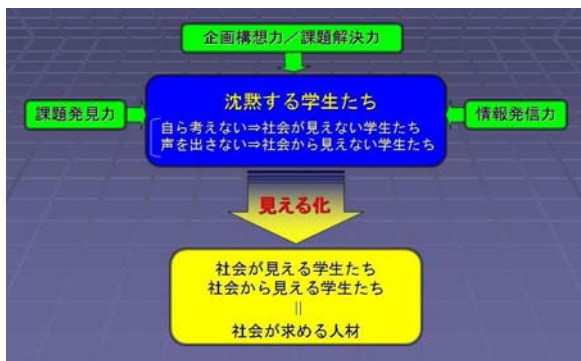 企画構想力／課題解決力
沈黙する学生たち
課題発見力
自ら考えない⇒社会が見えない学生たち
声を出さない⇒社会から見えない学生たち
情報発信力
見える化
社会が見える学生たち
社会から見える学生たち
||
社会が求める人材